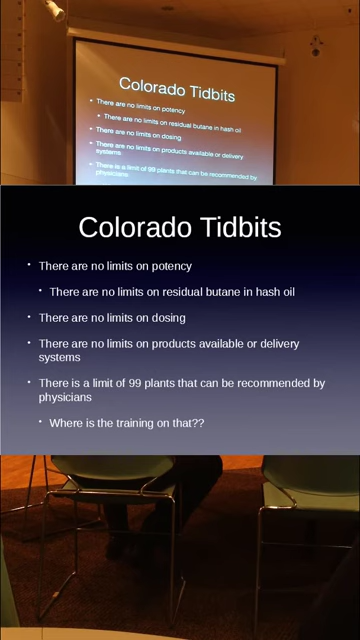 Colorado Tidbits
• There are no limits on potency
• There are no limits on residual butane in hash oil
• There are no limits on dosing
• There are no limits on products available or delivery
systems
• There is a limit of 99 plants that can be recommended by
physicians
Colorado Tidbits
• There are no limits on potency
• There are no limits on residual butane in hash oil
• There are no limits on dosing
• There are no limits on products available or delivery
systems
• There is a limit of 99 plants that can be recommended by
physicians
• Where is the training on that??